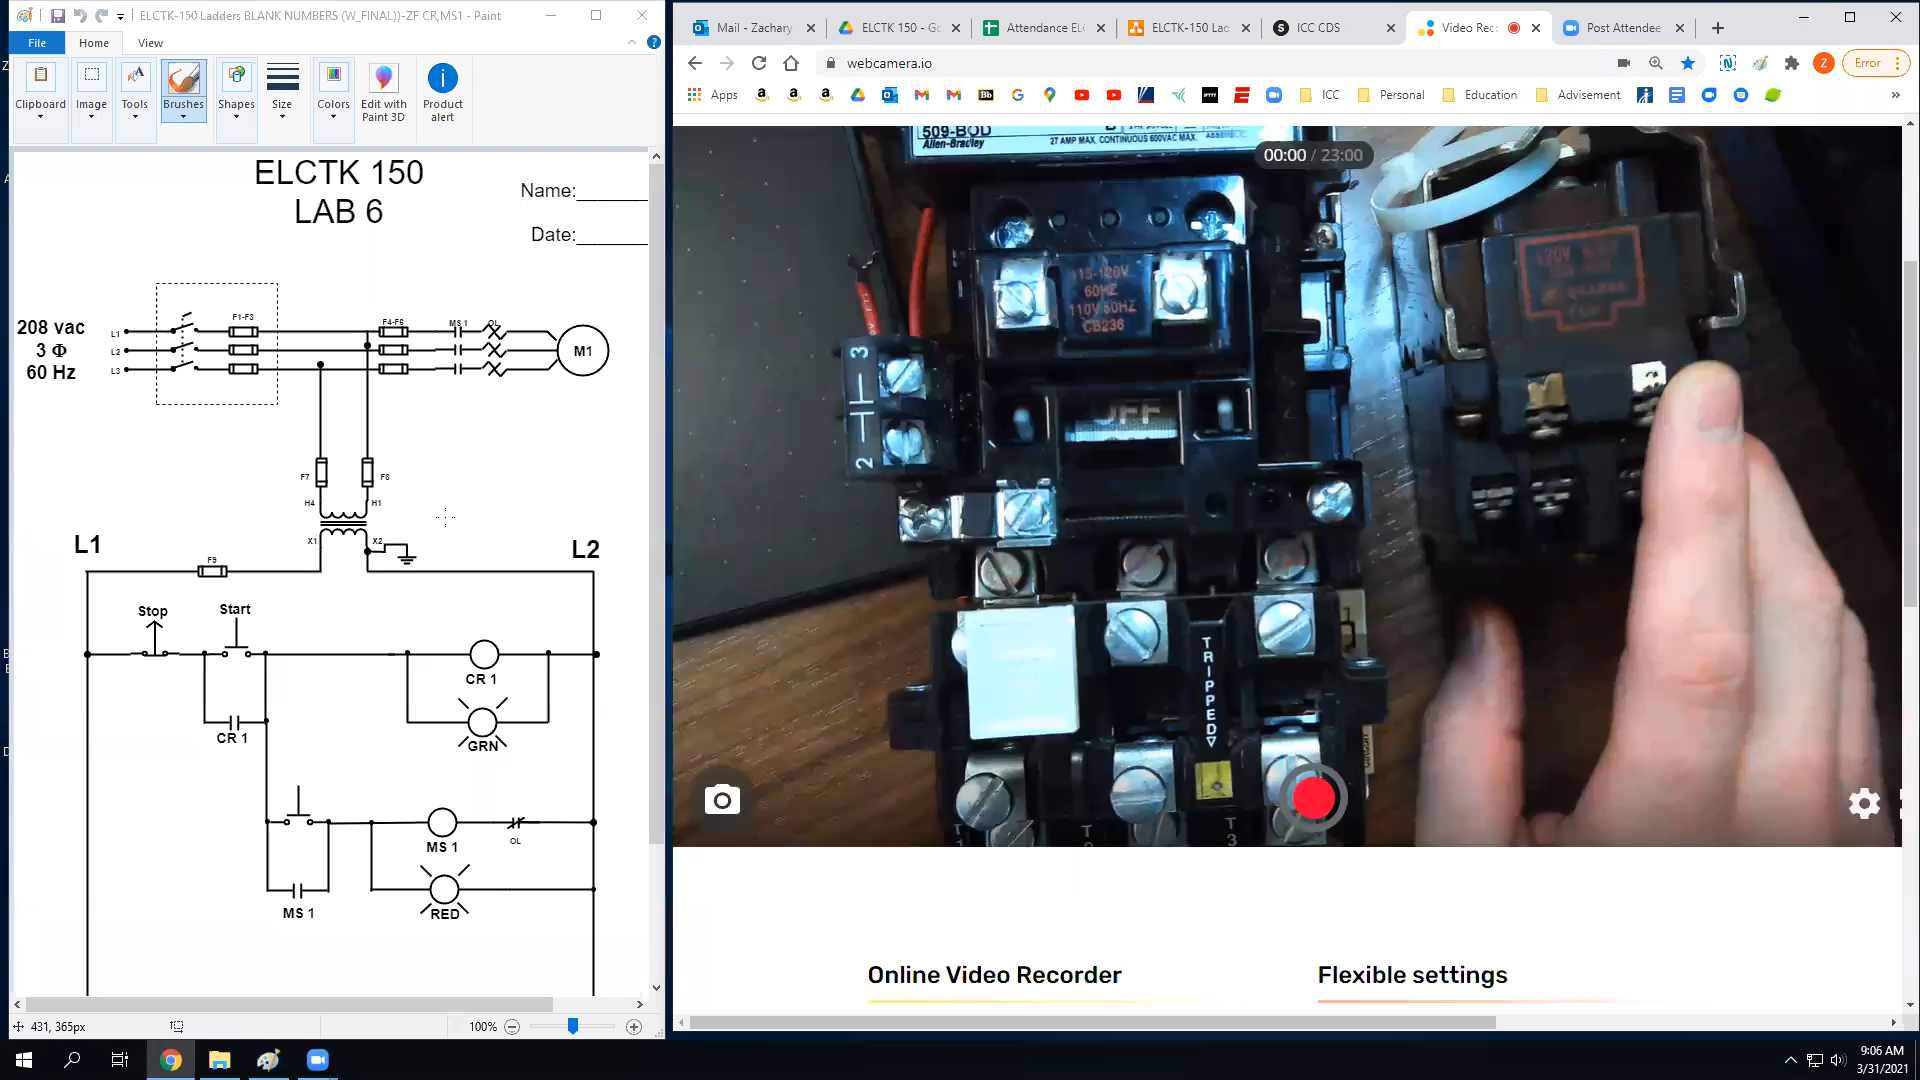 ELCTK-150 Ladders BLANK NUMBERS (W_FINAL))-ZF CR,MS1 - Paint
File
Home
View
Clipboard
Image
Tools
Brushes
Shapes
Size
Colors
Edit with
Paint 3D
Product
alert
ELCTK 150
LAB 6
Name:_______
Date:_______
208 vac
3 Φ
60 Hz
L1
L2
L3
F1-F3
F4-F6
MS 1
OL
M1
F7
F8
H4
H1
X1
X2
L1
L2
F9
Stop
Start
CR 1
CR 1
GRN
MS 1
OL
MS 1
RED
431, 365px
100%
Mail - Zachary
ELCTK 150 - Go
Attendance EL
ELCTK-150 Lad
ICC CDS
Video Rec
Post Attendee
webcamera.io
Error
Apps
ICC
Personal
Education
Advisement
509-BOD
Allen-Bradley
27 AMP MAX. CONTINUOUS 600VAC MAX.
00:00 / 23:00
115-120V
60HZ
110V 50HZ
CB236
3
2
OFF
TRIPPED
T1
T3
120V
Online Video Recorder
Flexible settings
9:06 AM
3/31/2021